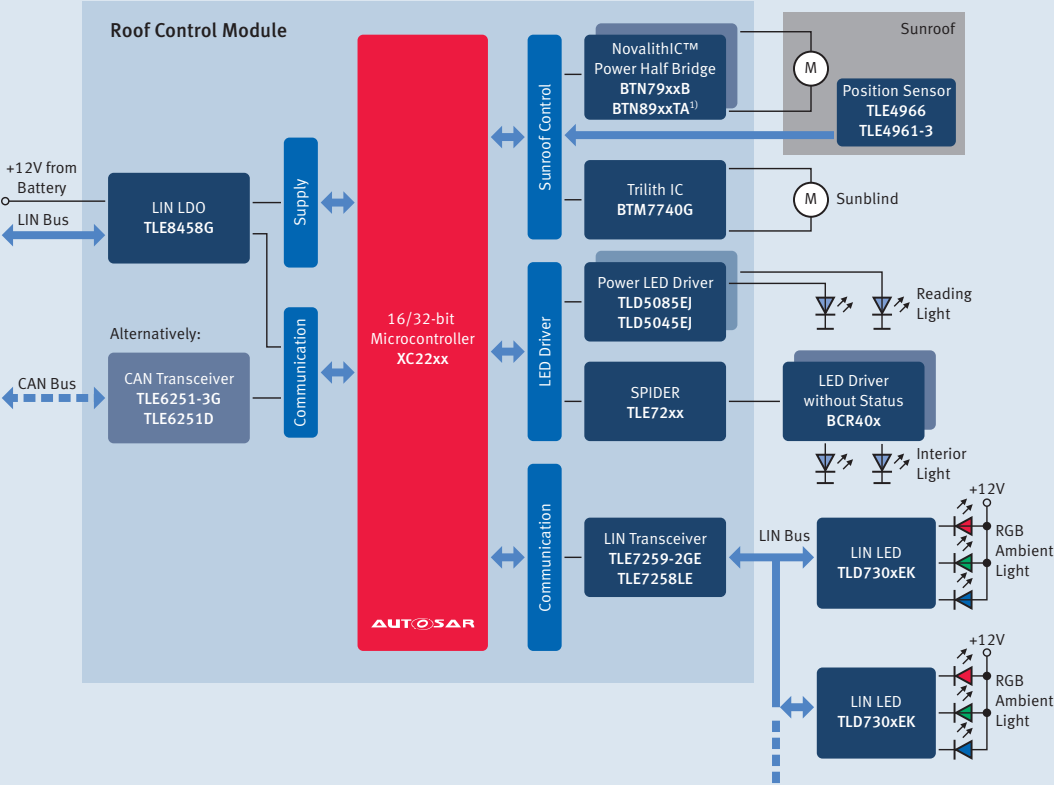 Roof Control Module
Sunroof
NovalithIC™
Power Half Bridge
BTN79xxB
BTN89xxTA1)
M
Position Sensor
TLE4966
TLE4961-3
Sunroof Control
+12V from
Battery
LIN Bus
LIN LDO
TLE8458G
Supply
Trilith IC
BTM7740G
M
Sunblind
16/32-bit
Microcontroller
XC22xx
AUTOSAR
LED Driver
Power LED Driver
TLD5085EJ
TLD5045EJ
Reading
Light
Alternatively:
CAN Bus
CAN Transceiver
TLE6251-3G
TLE6251D
Communication
SPIDER
TLE72xx
LED Driver
without Status
BCR40x
Interior
Light
Communication
LIN Transceiver
TLE7259-2GE
TLE7258LE
LIN Bus
LIN LED
TLD730xEK
+12V
RGB
Ambient
Light
LIN LED
TLD730xEK
+12V
RGB
Ambient
Light